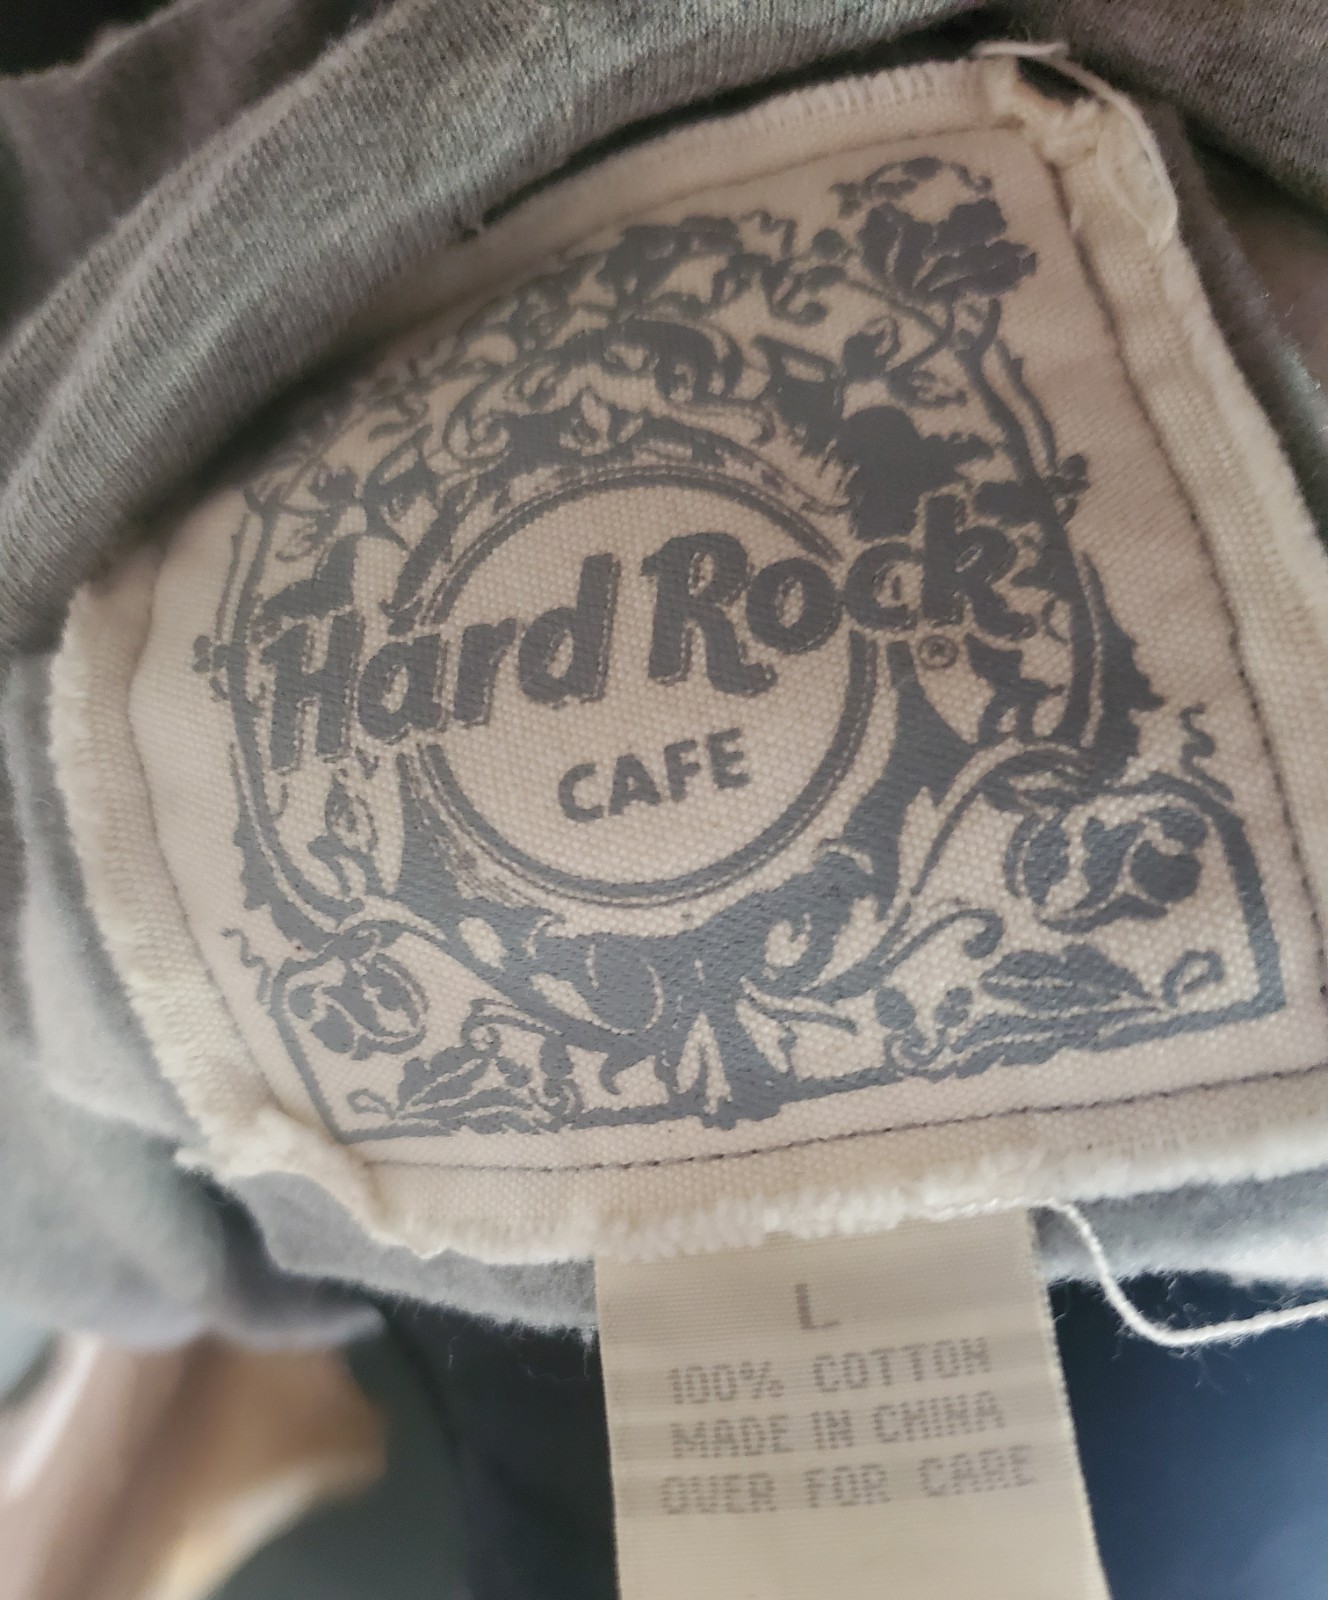 Hard Rock ®
CAFE
L
100% COTTON
MADE IN CHINA
OVER FOR CARE